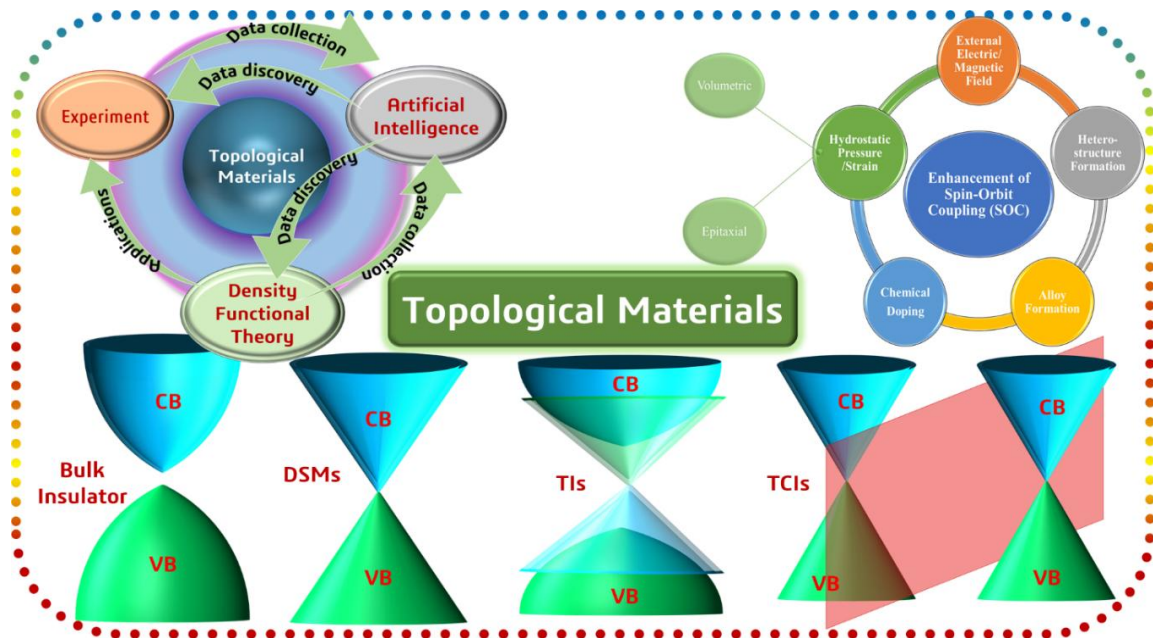 Data collection
Data discovery
Experiment
Artificial
Intelligence
Topological
Materials
Data discovery
Data collection
Applications
Density
Functional
Theory
Volumetric
Epitaxial
Hydrostatic
Pressure
/Strain
External
Electric/
Magnetic
Field
Hetero-
structure
Formation
Enhancement of
Spin-Orbit
Coupling (SOC)
Chemical
Doping
Alloy
Formation
Topological Materials
CB
Bulk
Insulator
VB
CB
DSMs
VB
CB
TIs
VB
CB
TCIs
VB
CB
VB